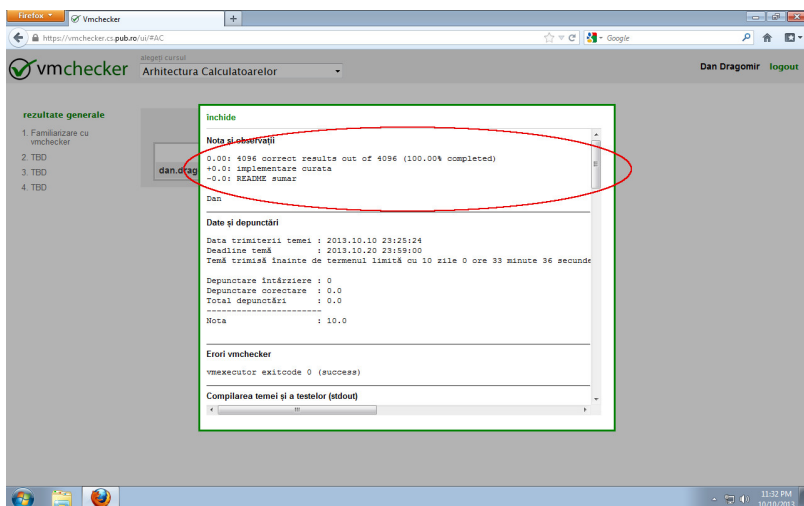 Firefox
Vmchecker
https://vmchecker.cs.pub.ro/ui/#AC
Google
vmchecker
alegeți cursul
Arhitectura Calculatoarelor
Dan Dragomir logout
rezultate generale
1. Familiarizare cu
vmchecker
2. TBD
3. TBD
4. TBD
dan.drag
închide
Nota și observații
0.00: 4096 correct results out of 4096 (100.00% completed)
+0.0: implementare curata
-0.0: README sumar
Dan
Date și depunctări
Data trimiterii temei : 2013.10.10 23:25:24
Deadline temă : 2013.10.20 23:59:00
Temă trimisă înainte de termenul limită cu 10 zile 0 ore 33 minute 36 secunde
Depunctare întârziere : 0
Depunctare corectare : 0.0
Total depunctări : 0.0
-----------------------
Nota : 10.0
Erori vmchecker
vmexecutor exitcode 0 (success)
Compilarea temei și a testelor (stdout)
11:32 PM
10/10/2013